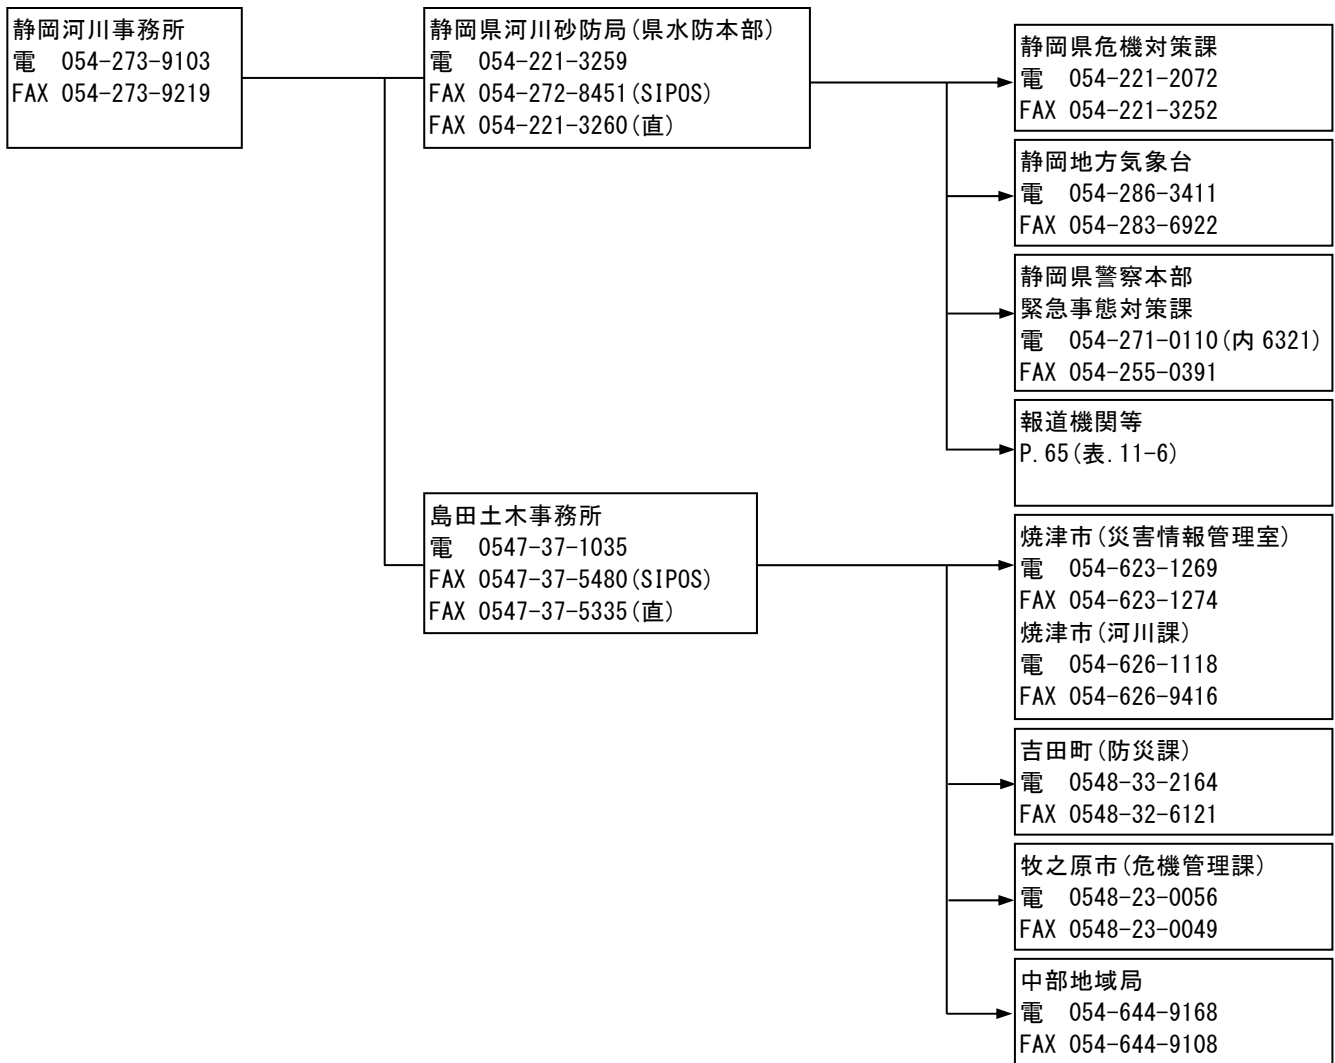 静岡河川事務所
電　054-273-9103
FAX 054-273-9219
静岡県河川砂防局(県水防本部)
電　054-221-3259
FAX 054-272-8451(SIPOS)
FAX 054-221-3260(直)
静岡県危機対策課
電　054-221-2072
FAX 054-221-3252
静岡地方気象台
電　054-286-3411
FAX 054-283-6922
静岡県警察本部
緊急事態対策課
電　054-271-0110(内 6321)
FAX 054-255-0391
報道機関等
P.65(表.11-6)
島田土木事務所
電　0547-37-1035
FAX 0547-37-5480(SIPOS)
FAX 0547-37-5335(直)
焼津市(災害情報管理室)
電　054-623-1269
FAX 054-623-1274
焼津市(河川課)
電　054-626-1118
FAX 054-626-9416
吉田町(防災課)
電　0548-33-2164
FAX 0548-32-6121
牧之原市(危機管理課)
電　0548-23-0056
FAX 0548-23-0049
中部地域局
電　054-644-9168
FAX 054-644-9108